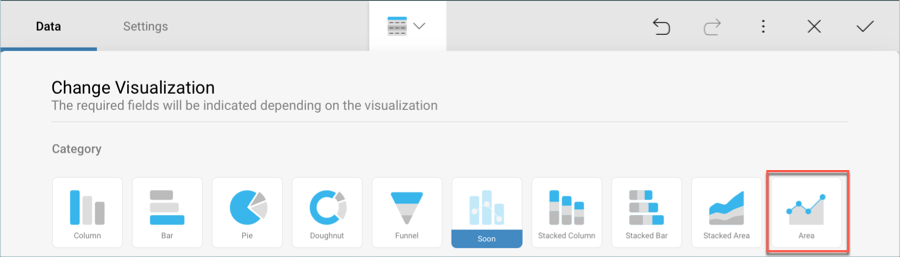 Data Settings
Change Visualization
The required fields will be indicated depending on the visualization
Category
Column Bar Pie Doughnut Funnel Soon Stacked Column Stacked Bar Stacked Area Area